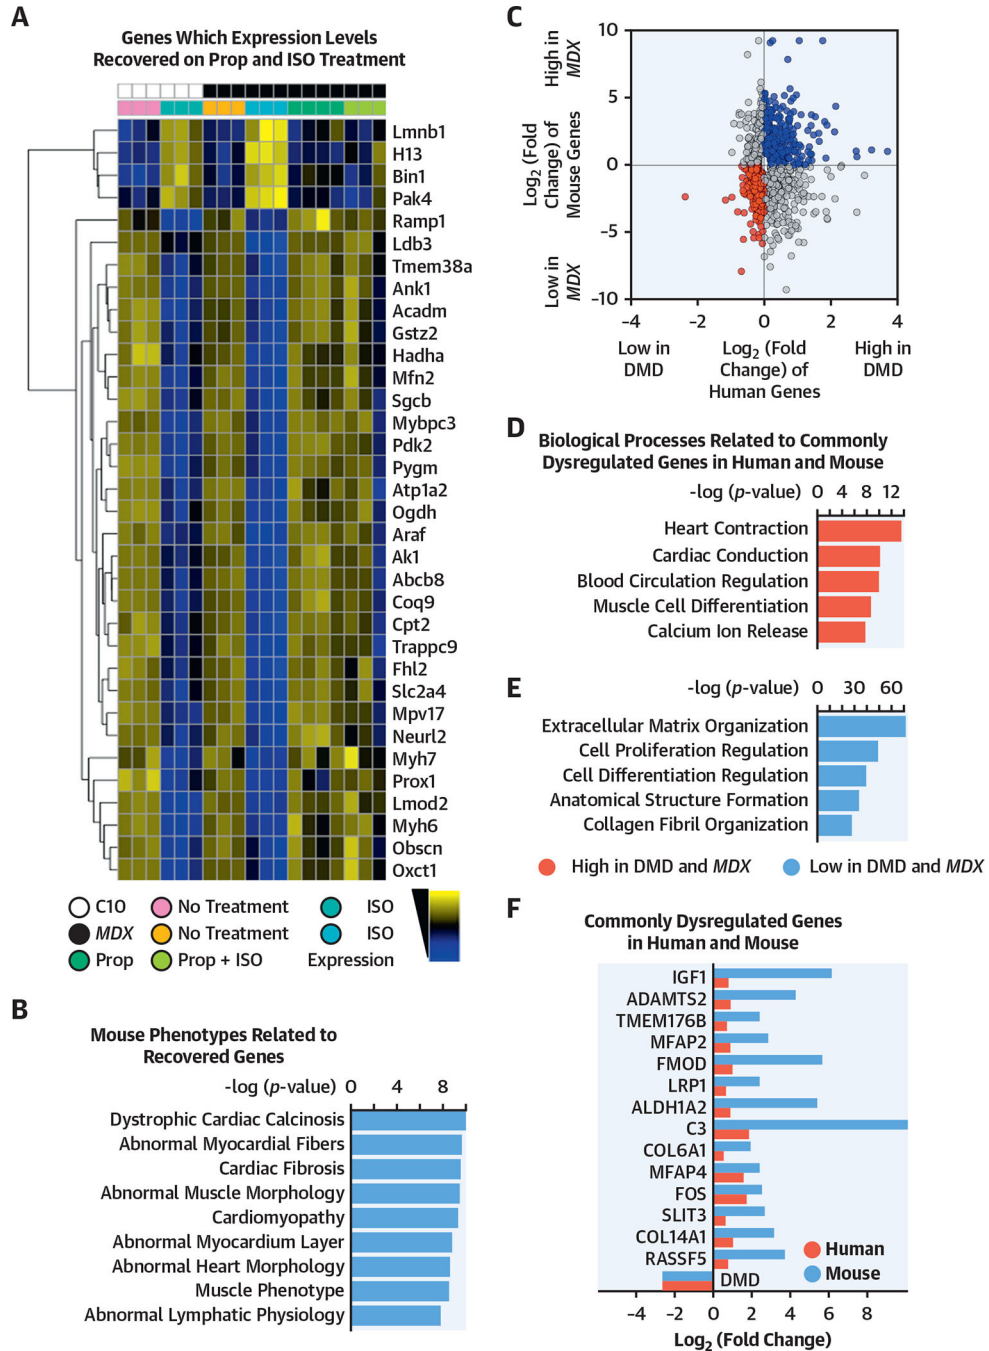 A
Genes Which Expression Levels
Recovered on Prop and ISO Treatment
Lmnb1
H13
Bin1
Pak4
Ramp1
Ldb3
Tmem38a
Ank1
Acadm
Gstz2
Hadha
Mfn2
Sgcb
Mybpc3
Pdk2
Pygm
Atp1a2
Ogdh
Araf
Ak1
Abcb8
Coq9
Cpt2
Trappc9
Fhl2
Slc2a4
Mpv17
Neurl2
Myh7
Prox1
Lmod2
Myh6
Obscn
Oxct1
C10 No Treatment ISO
MDX No Treatment ISO
Prop Prop + ISO Expression
B
Mouse Phenotypes Related to
Recovered Genes
-log (p-value) 0 4 8
Dystrophic Cardiac Calcinosis
Abnormal Myocardial Fibers
Cardiac Fibrosis
Abnormal Muscle Morphology
Cardiomyopathy
Abnormal Myocardium Layer
Abnormal Heart Morphology
Muscle Phenotype
Abnormal Lymphatic Physiology
C
High in
MDX
Log2 (Fold
Change) of
Mouse Genes
Low in
MDX
10
5
0
-5
-10
-4 -2 0 2 4
Low in
DMD
Log2 (Fold
Change) of
Human Genes
High in
DMD
D
Biological Processes Related to Commonly
Dysregulated Genes in Human and Mouse
-log (p-value) 0 4 8 12
Heart Contraction
Cardiac Conduction
Blood Circulation Regulation
Muscle Cell Differentiation
Calcium Ion Release
E
-log (p-value) 0 30 60
Extracellular Matrix Organization
Cell Proliferation Regulation
Cell Differentiation Regulation
Anatomical Structure Formation
Collagen Fibril Organization
High in DMD and MDX Low in DMD and MDX
F
Commonly Dysregulated Genes
in Human and Mouse
IGF1
ADAMTS2
TMEM176B
MFAP2
FMOD
LRP1
ALDH1A2
C3
COL6A1
MFAP4
FOS
SLIT3
COL14A1
RASSF5
DMD
Human
Mouse
-4 -2 0 2 4 6 8
Log2 (Fold Change)